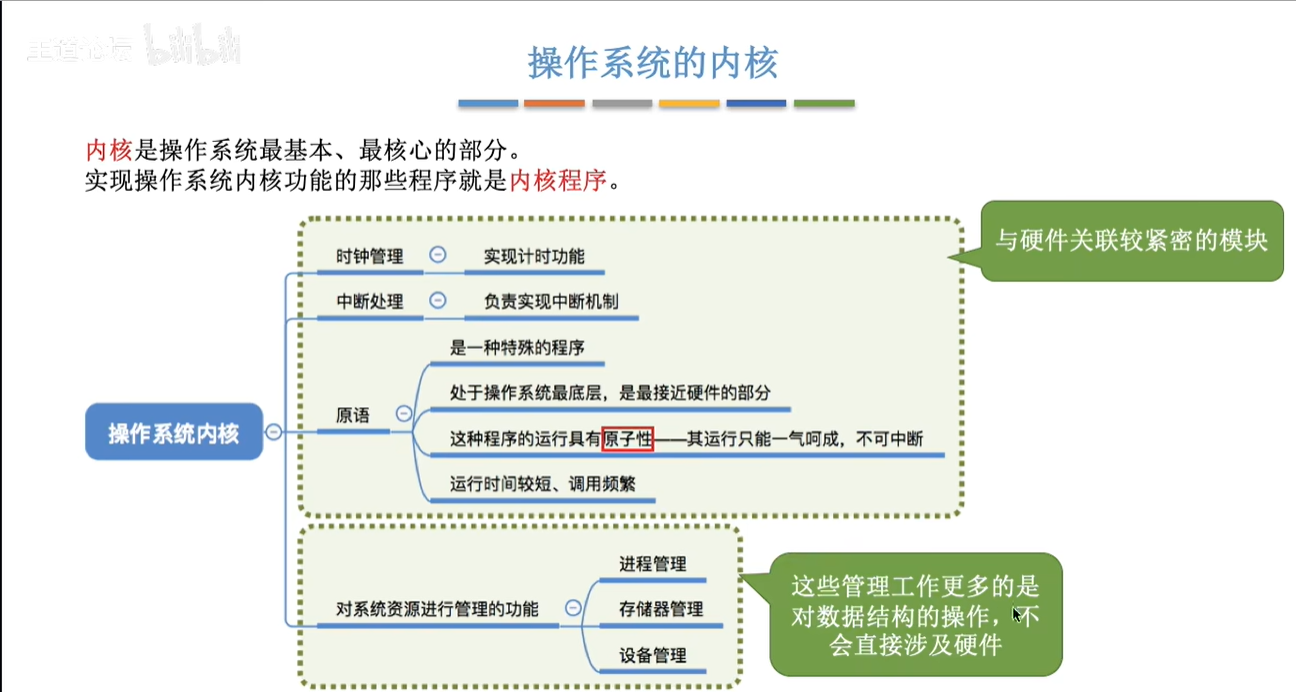 王道论坛 bilibili
操作系统的内核
内核是操作系统最基本、最核心的部分。
实现操作系统内核功能的那些程序就是内核程序。
与硬件关联较紧密的模块
时钟管理 实现计时功能
中断处理 负责实现中断机制
是一种特殊的程序
处于操作系统最底层，是最接近硬件的部分
原语
这种程序的运行具有原子性——其运行只能一气呵成，不可中断
运行时间较短、调用频繁
操作系统内核
进程管理
对系统资源进行管理的功能 存储器管理
设备管理
这些管理工作更多的是
对数据结构的操作，不
会直接涉及硬件